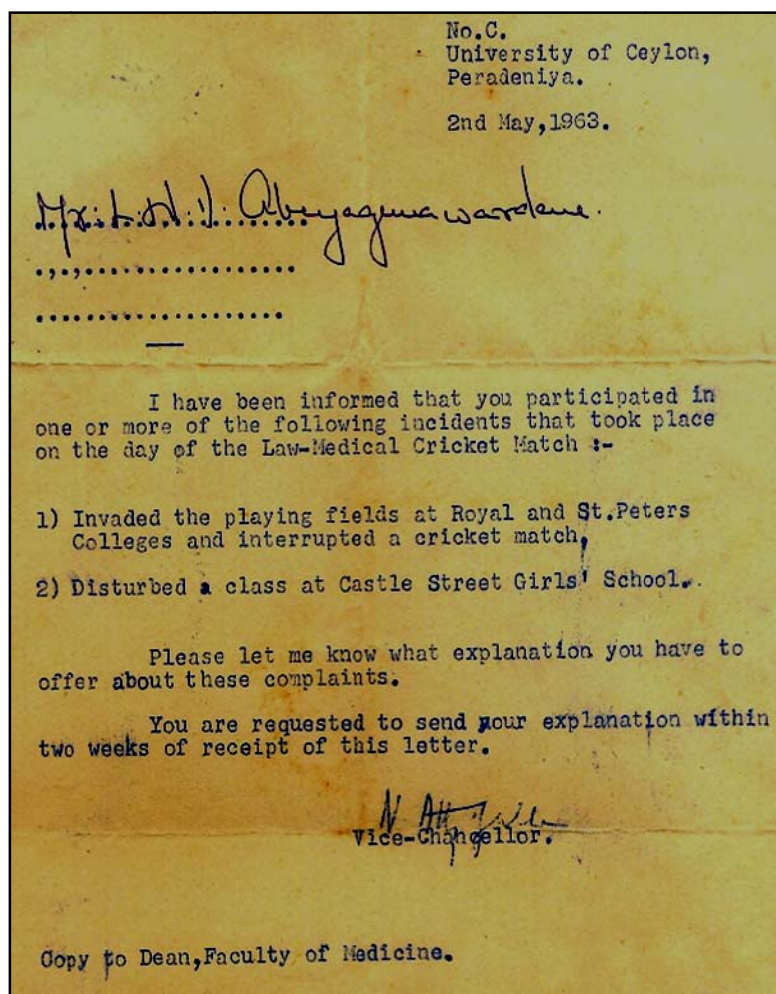 No.C.
University of Ceylon,
Peradeniya.
2nd May,1963.
Mr. L. H. J. Abeyagunawardene.
.,.,..................
......................
I have been informed that you participated in
one or more of the following incidents that took place
on the day of the Law-Medical Cricket Match :-
1) Invaded the playing fields at Royal and St.Peters
Colleges and interrupted a cricket match,
2) Disturbed a class at Castle Street Girls' School.
Please let me know what explanation you have to
offer about these complaints.
You are requested to send your explanation within
two weeks of receipt of this letter.
Vice-Chancellor.
Copy to Dean,Faculty of Medicine.